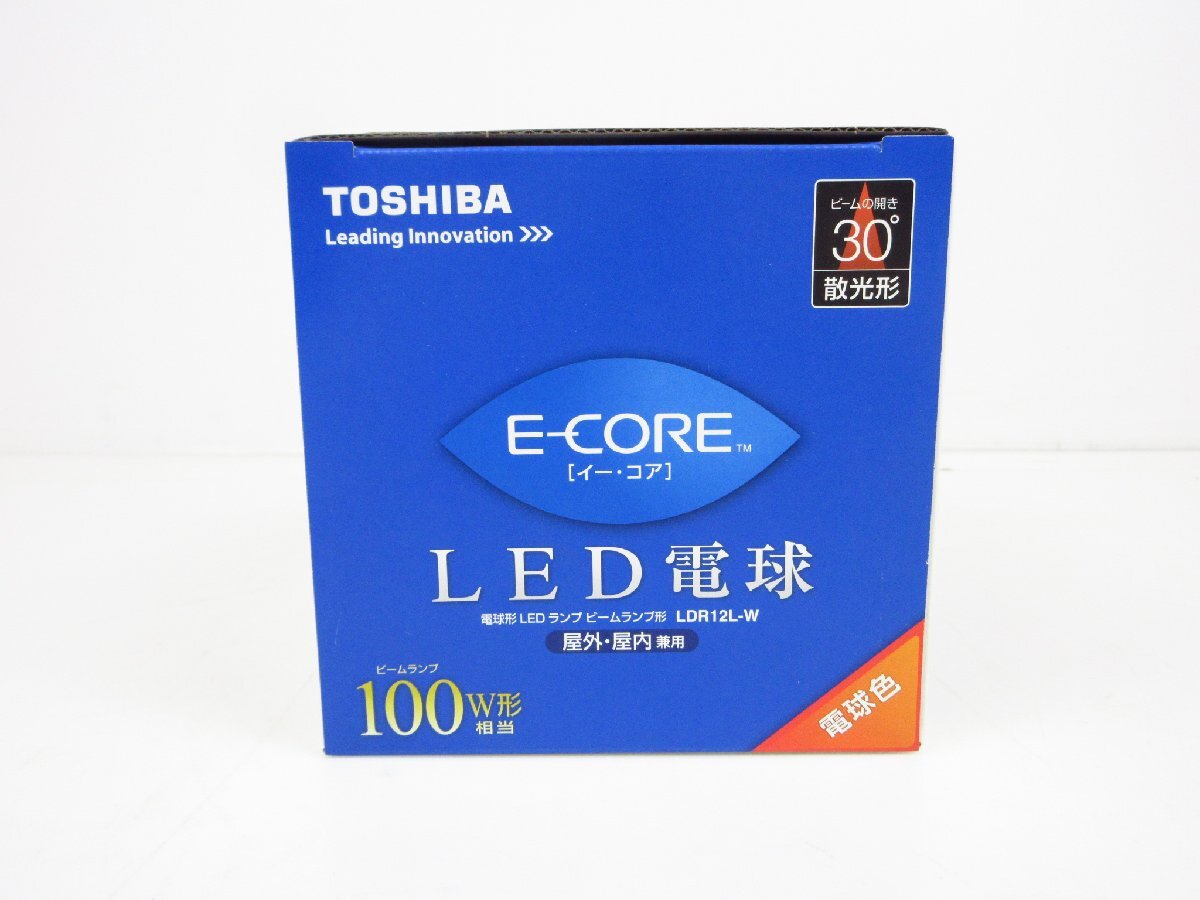 TOSHIBA
Leading Innovation >>>
ビームの開き
30°
散光形
E-CORE™
[イー・コア]
LED電球
電球形LEDランプ ビームランプ形 LDR12L-W
屋外・屋内兼用
ビームランプ
100W形
相当
電球色